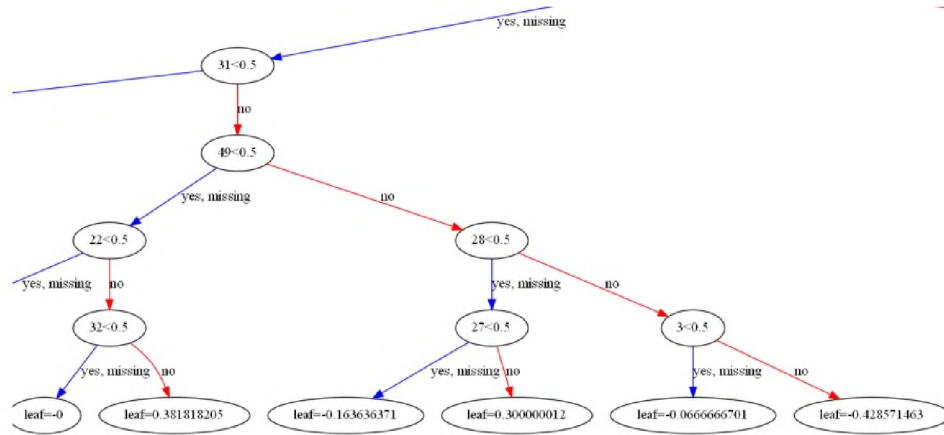 yes, missing
31<0.5
no
49<0.5
yes, missing
no
22<0.5
28<0.5
yes, missing
no
yes, missing
no
32<0.5
27<0.5
3<0.5
yes, missing
no
yes, missing
no
yes, missing
no
leaf=-0
leaf=0.381818205
leaf=-0.163636371
leaf=0.300000012
leaf=-0.0666666701
leaf=-0.428571463